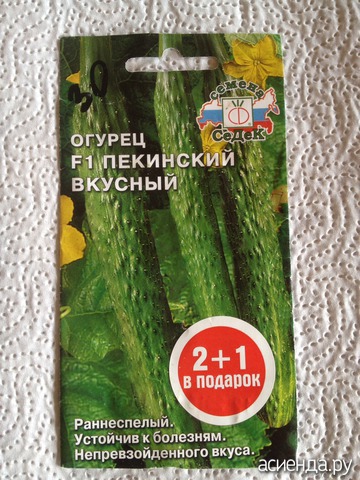 30
семена
СеДеК
ОГУРЕЦ
F1 ПЕКИНСКИЙ
ВКУСНЫЙ
2+1
в подарок
Раннеспелый.
Устойчив к болезням.
Непревзойденного вкуса.
асиенда.ру